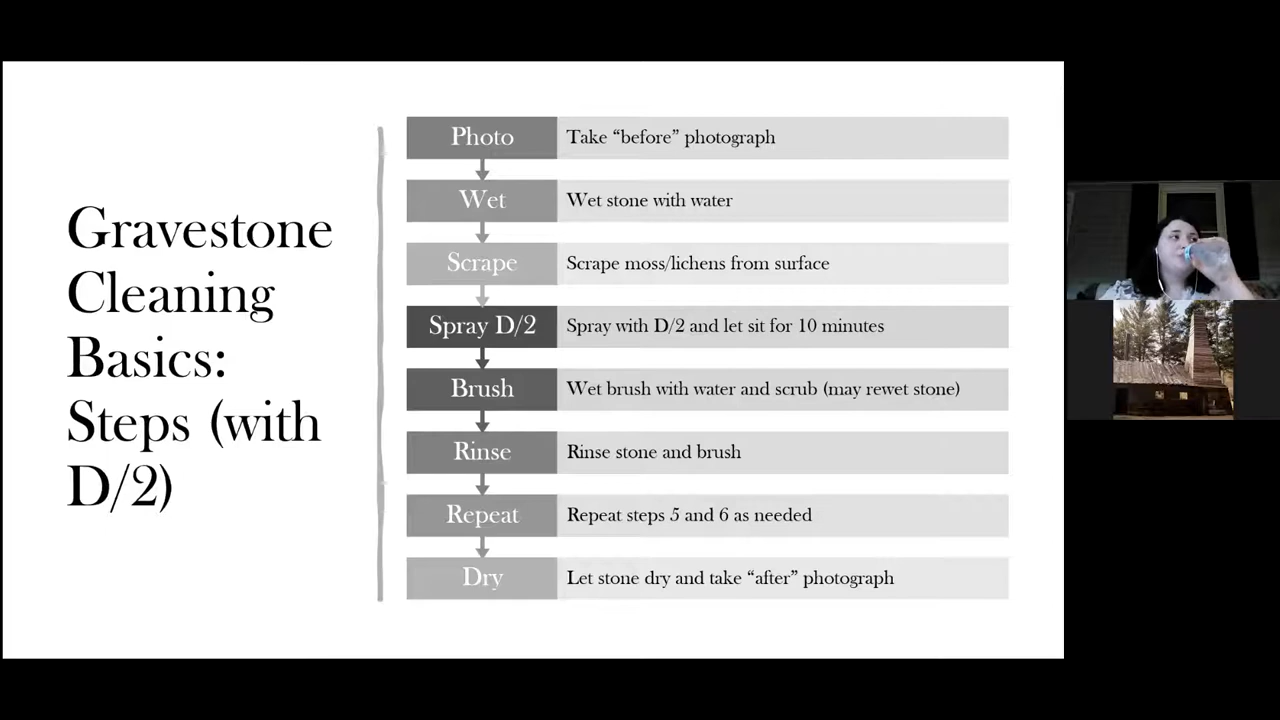 Gravestone
Cleaning
Basics:
Steps (with
D/2)
Photo
Take “before” photograph
Wet
Wet stone with water
Scrape
Scrape moss/lichens from surface
Spray D/2
Spray with D/2 and let sit for 10 minutes
Brush
Wet brush with water and scrub (may rewet stone)
Rinse
Rinse stone and brush
Repeat
Repeat steps 5 and 6 as needed
Dry
Let stone dry and take “after” photograph